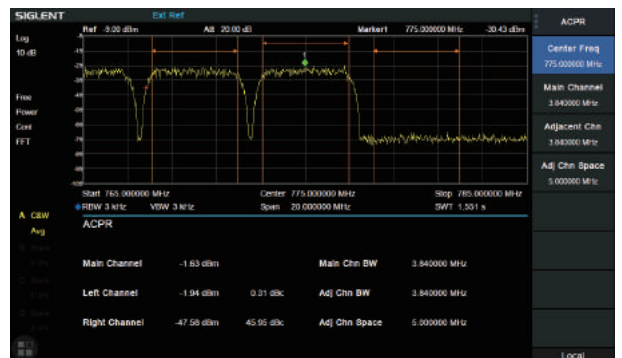 SIGLENT Ext Ref
Ref -9.00 dBm Att 20.00 dB Marker1 775.000000 MHz -30.43 dBm
Log
10 dB
Free
Power
Cont
FFT
Start 765.000000 MHz Center 775.000000 MHz Stop 785.000000 MHz
RBW 3 kHz VBW 3 kHz Span 20.000000 MHz SWT 1.551 s
A C&W
Avg
ACPR
Main Channel -1.63 dBm Main Chn BW 3.840000 MHz
Left Channel -1.94 dBm 0.31 dBc Adj Chn BW 3.840000 MHz
Right Channel -47.58 dBm 45.95 dBc Adj Chn Space 5.000000 MHz
ACPR
Center Freq
775.000000 MHz
Main Channel
3.840000 MHz
Adjacent Chn
3.840000 MHz
Adj Chn Space
5.000000 MHz
Local